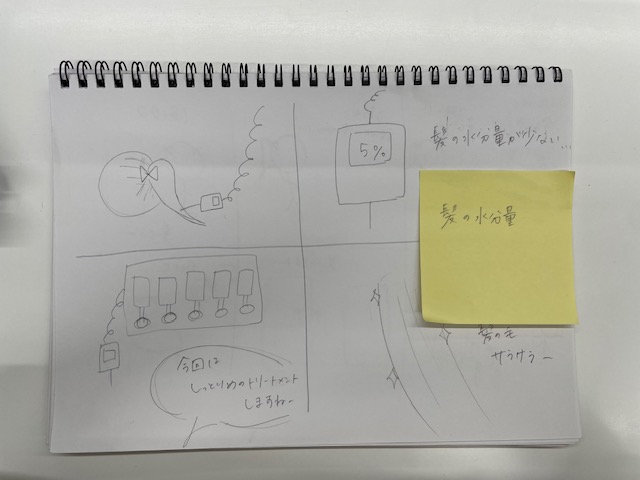 5%
髪の水分量が少ない...
髪の水分量
今回は
しっとりめのトリートメント
しますねー
髪の毛
サラサラー